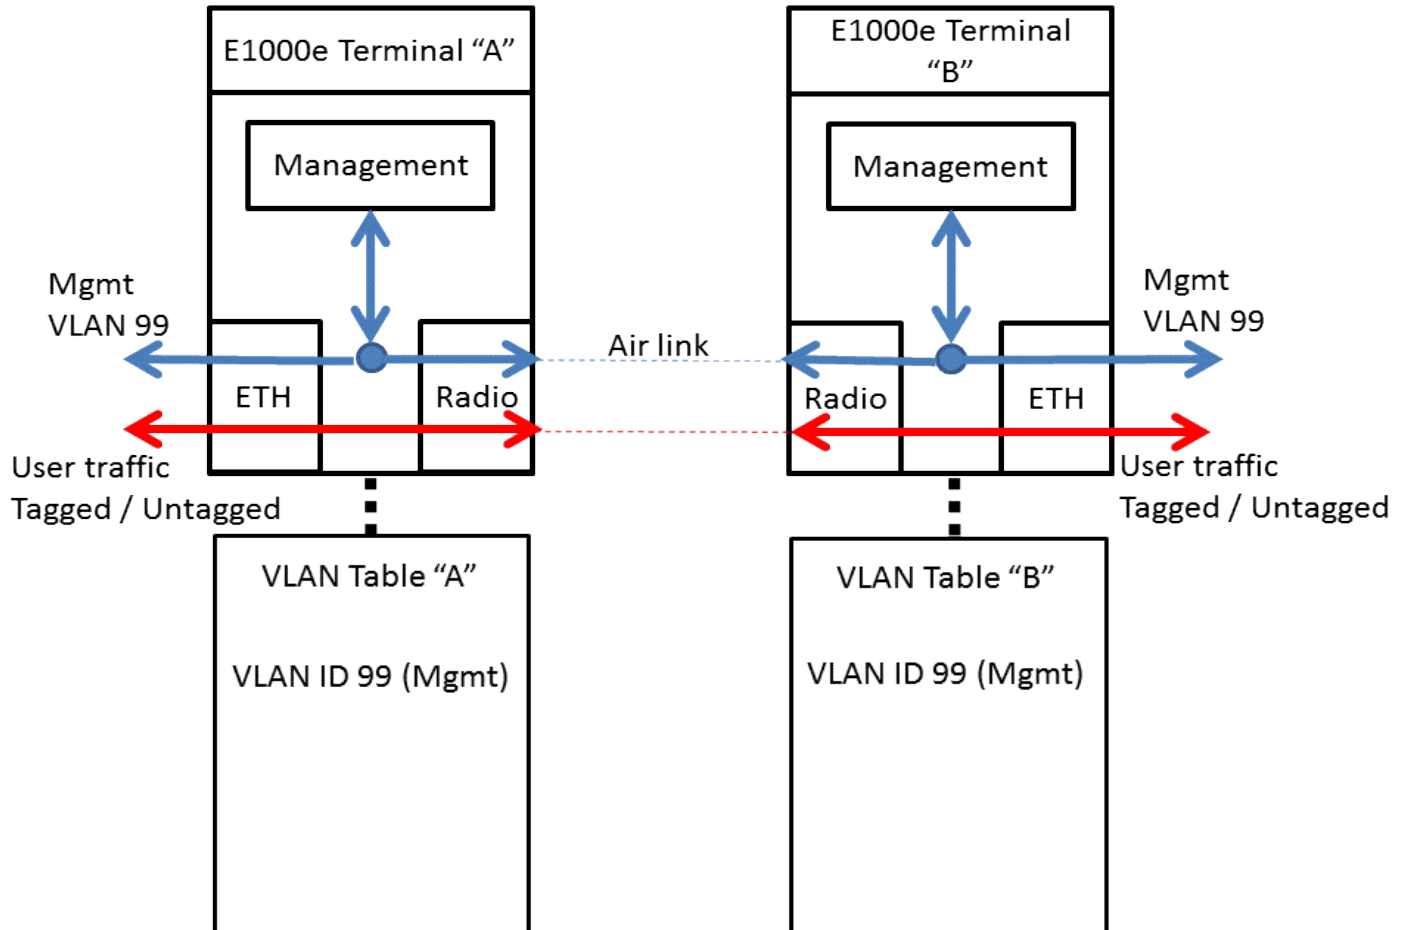 E1000e Terminal “A”
E1000e Terminal
“B”
Management
Management
Mgmt
VLAN 99
Mgmt
VLAN 99
Air link
ETH
Radio
Radio
ETH
User traffic
Tagged / Untagged
User traffic
Tagged / Untagged
VLAN Table “A”
VLAN ID 99 (Mgmt)
VLAN Table “B”
VLAN ID 99 (Mgmt)